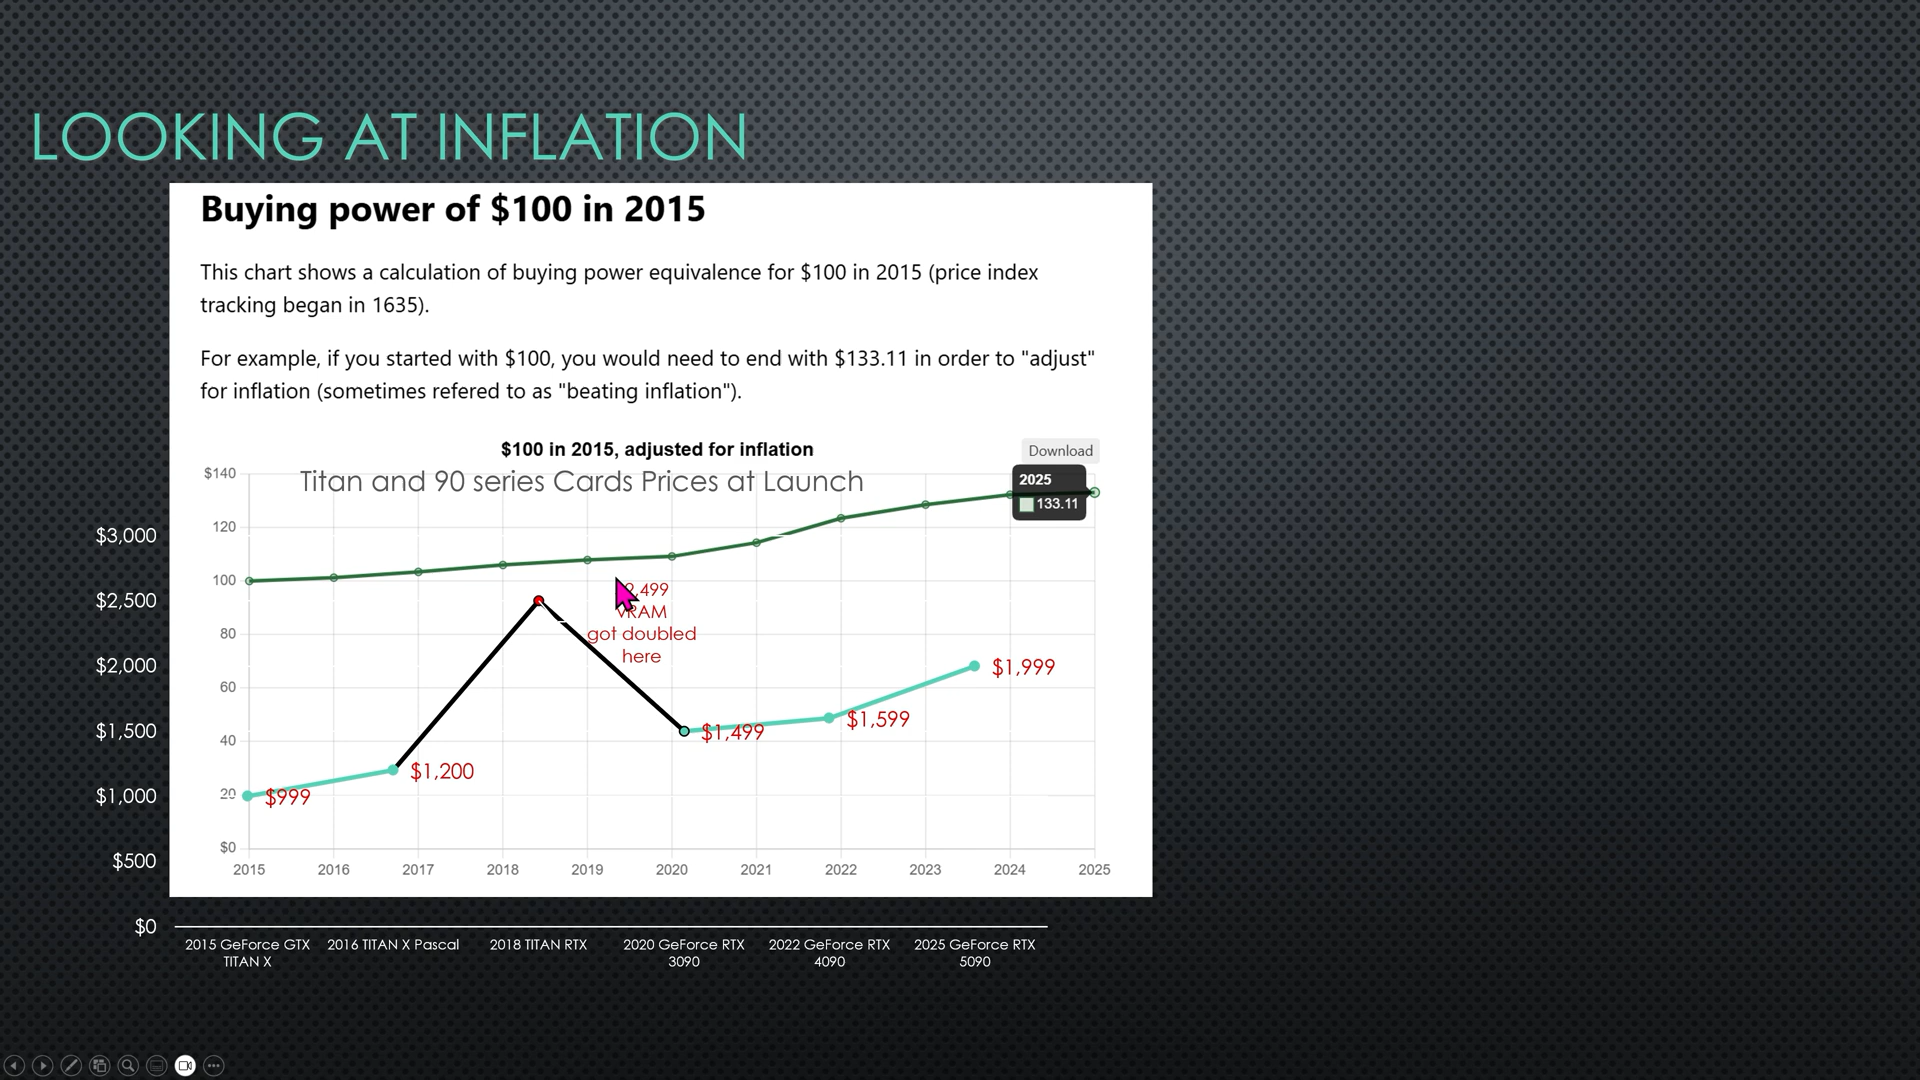 LOOKING AT INFLATION
Buying power of $100 in 2015
This chart shows a calculation of buying power equivalence for $100 in 2015 (price index
tracking began in 1635).
For example, if you started with $100, you would need to end with $133.11 in order to "adjust"
for inflation (sometimes refered to as "beating inflation").
$100 in 2015, adjusted for inflation
Download
Titan and 90 series Cards Prices at Launch
2025
133.11
$140
120
100
80
60
40
20
$0
$3,000
$2,500
$2,000
$1,500
$1,000
$500
$0
,499
VRAM
got doubled
here
$999
$1,200
$1,499
$1,599
$1,999
2015 2016 2017 2018 2019 2020 2021 2022 2023 2024 2025
2015 GeForce GTX
TITAN X
2016 TITAN X Pascal
2018 TITAN RTX
2020 GeForce RTX
3090
2022 GeForce RTX
4090
2025 GeForce RTX
5090